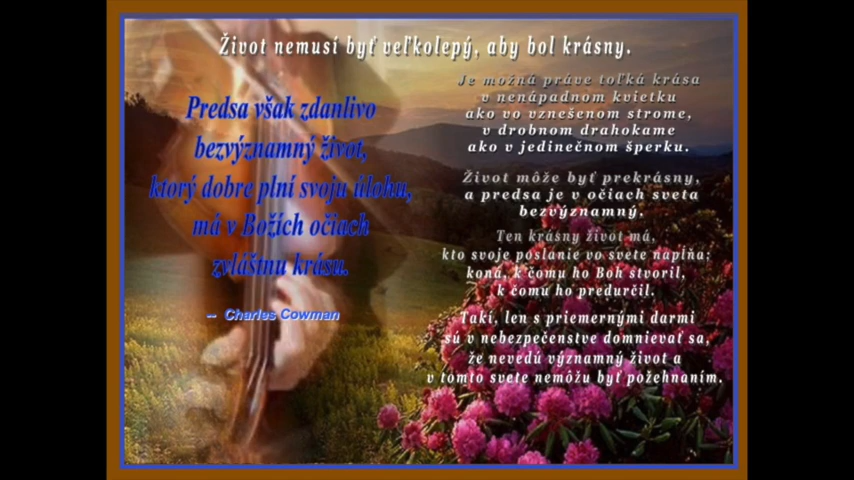 Život nemusí byť veľkolepý, aby bol krásny.
Je možná práve toľká krása
v nenápadnom kvietku
ako vo vznešenom strome,
v drobnom drahokame
ako v jedinečnom šperku.
Život môže byť prekrásny,
a predsa je v očiach sveta
bezvýznamný.
Ten krásny život má,
kto svoje poslanie vo svete napĺňa;
koná, k čomu ho Boh stvoril,
k čomu ho predurčil.
Takí, len s priemernými darmi
sú v nebezpečenstve domnievať sa,
že nevedú významný život a
v tomto svete nemôžu byť požehnaním.
Predsa však zdanlivo
bezvýznamný život,
ktorý dobre plní svoju úlohu,
má v Božích očiach
zvláštnu krásu.
-- Charles Cowman